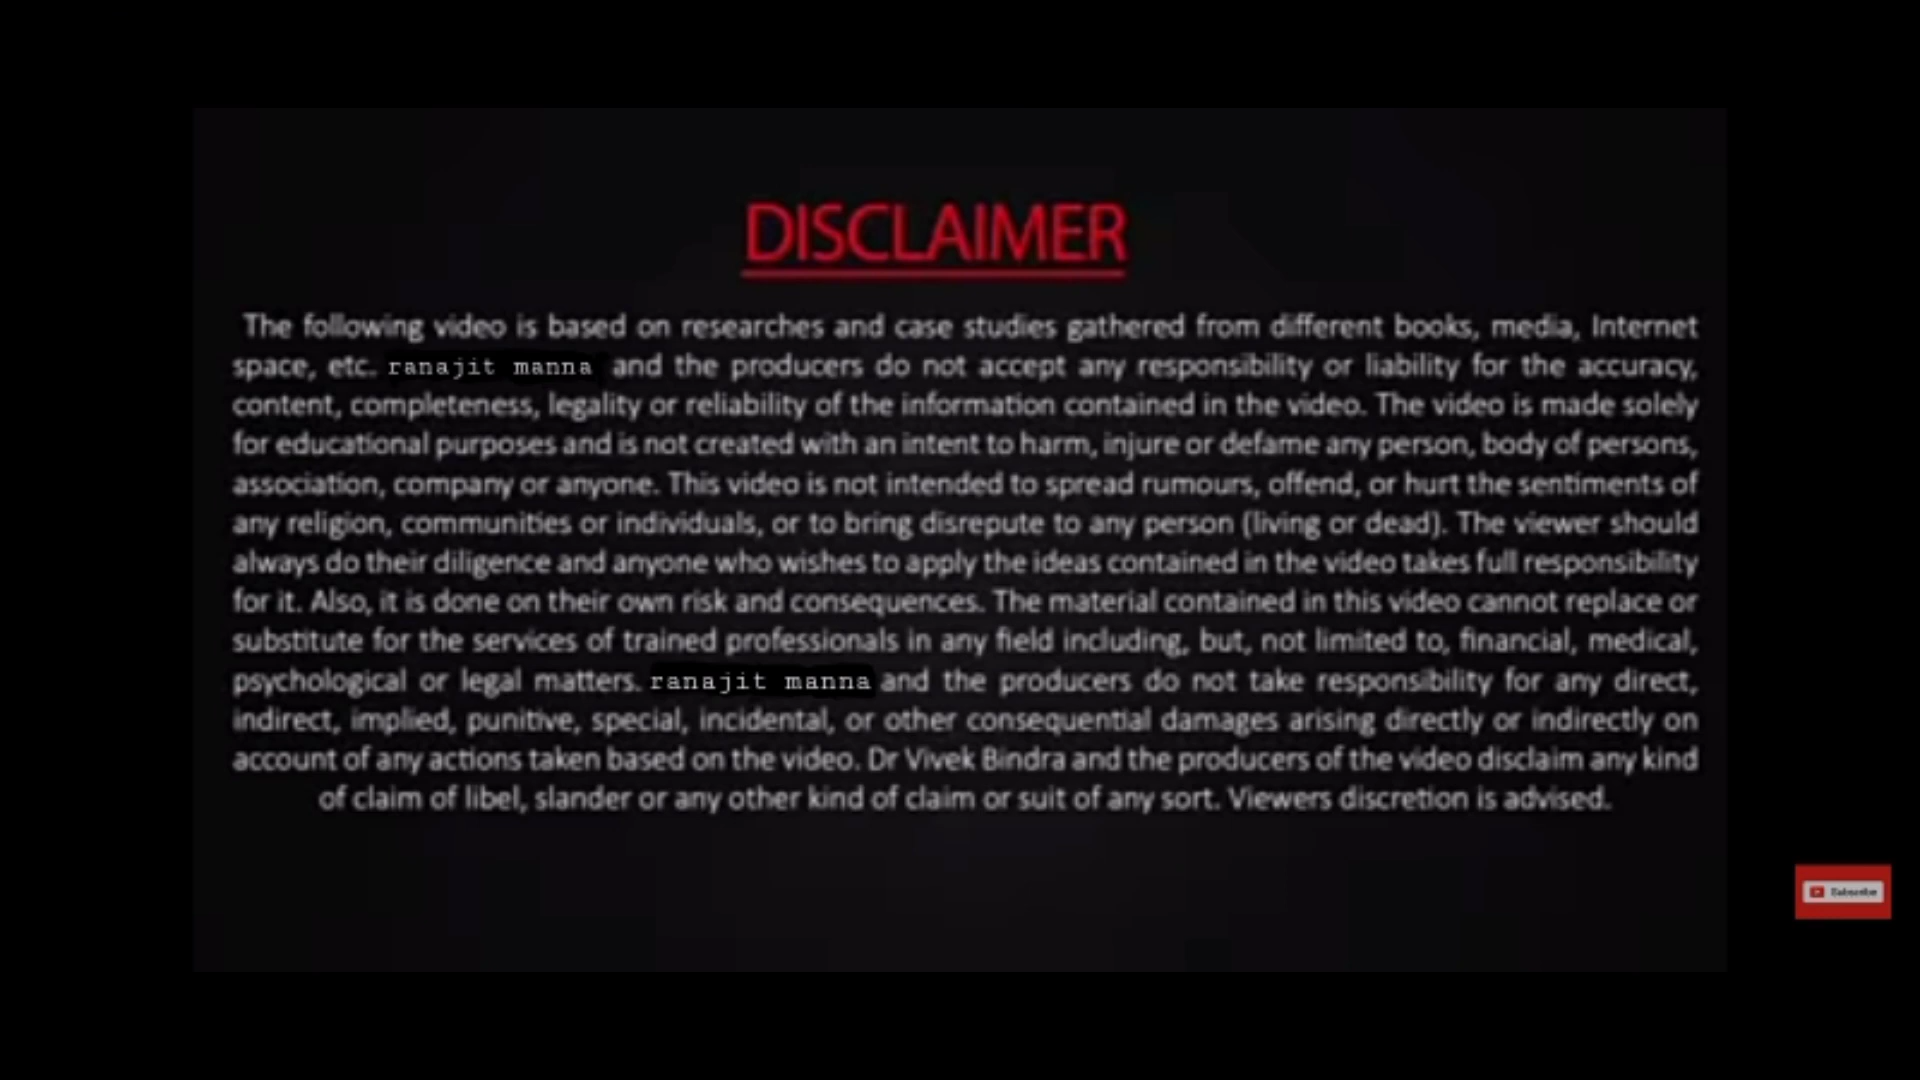 DISCLAIMER
The following video is based on researches and case studies gathered from different books, media, Internet
space, etc. ranajit manna and the producers do not accept any responsibility or liability for the accuracy,
content, completeness, legality or reliability of the information contained in the video. The video is made solely
for educational purposes and is not created with an intent to harm, injure or defame any person, body of persons,
association, company or anyone. This video is not intended to spread rumours, offend, or hurt the sentiments of
any religion, communities or individuals, or to bring disrepute to any person (living or dead). The viewer should
always do their diligence and anyone who wishes to apply the ideas contained in the video takes full responsibility
for it. Also, it is done on their own risk and consequences. The material contained in this video cannot replace or
substitute for the services of trained professionals in any field including, but, not limited to, financial, medical,
psychological or legal matters. ranajit manna and the producers do not take responsibility for any direct,
indirect, implied, punitive, special, incidental, or other consequential damages arising directly or indirectly on
account of any actions taken based on the video. Dr Vivek Bindra and the producers of the video disclaim any kind
of claim of libel, slander or any other kind of claim or suit of any sort. Viewers discretion is advised.
Subscribe